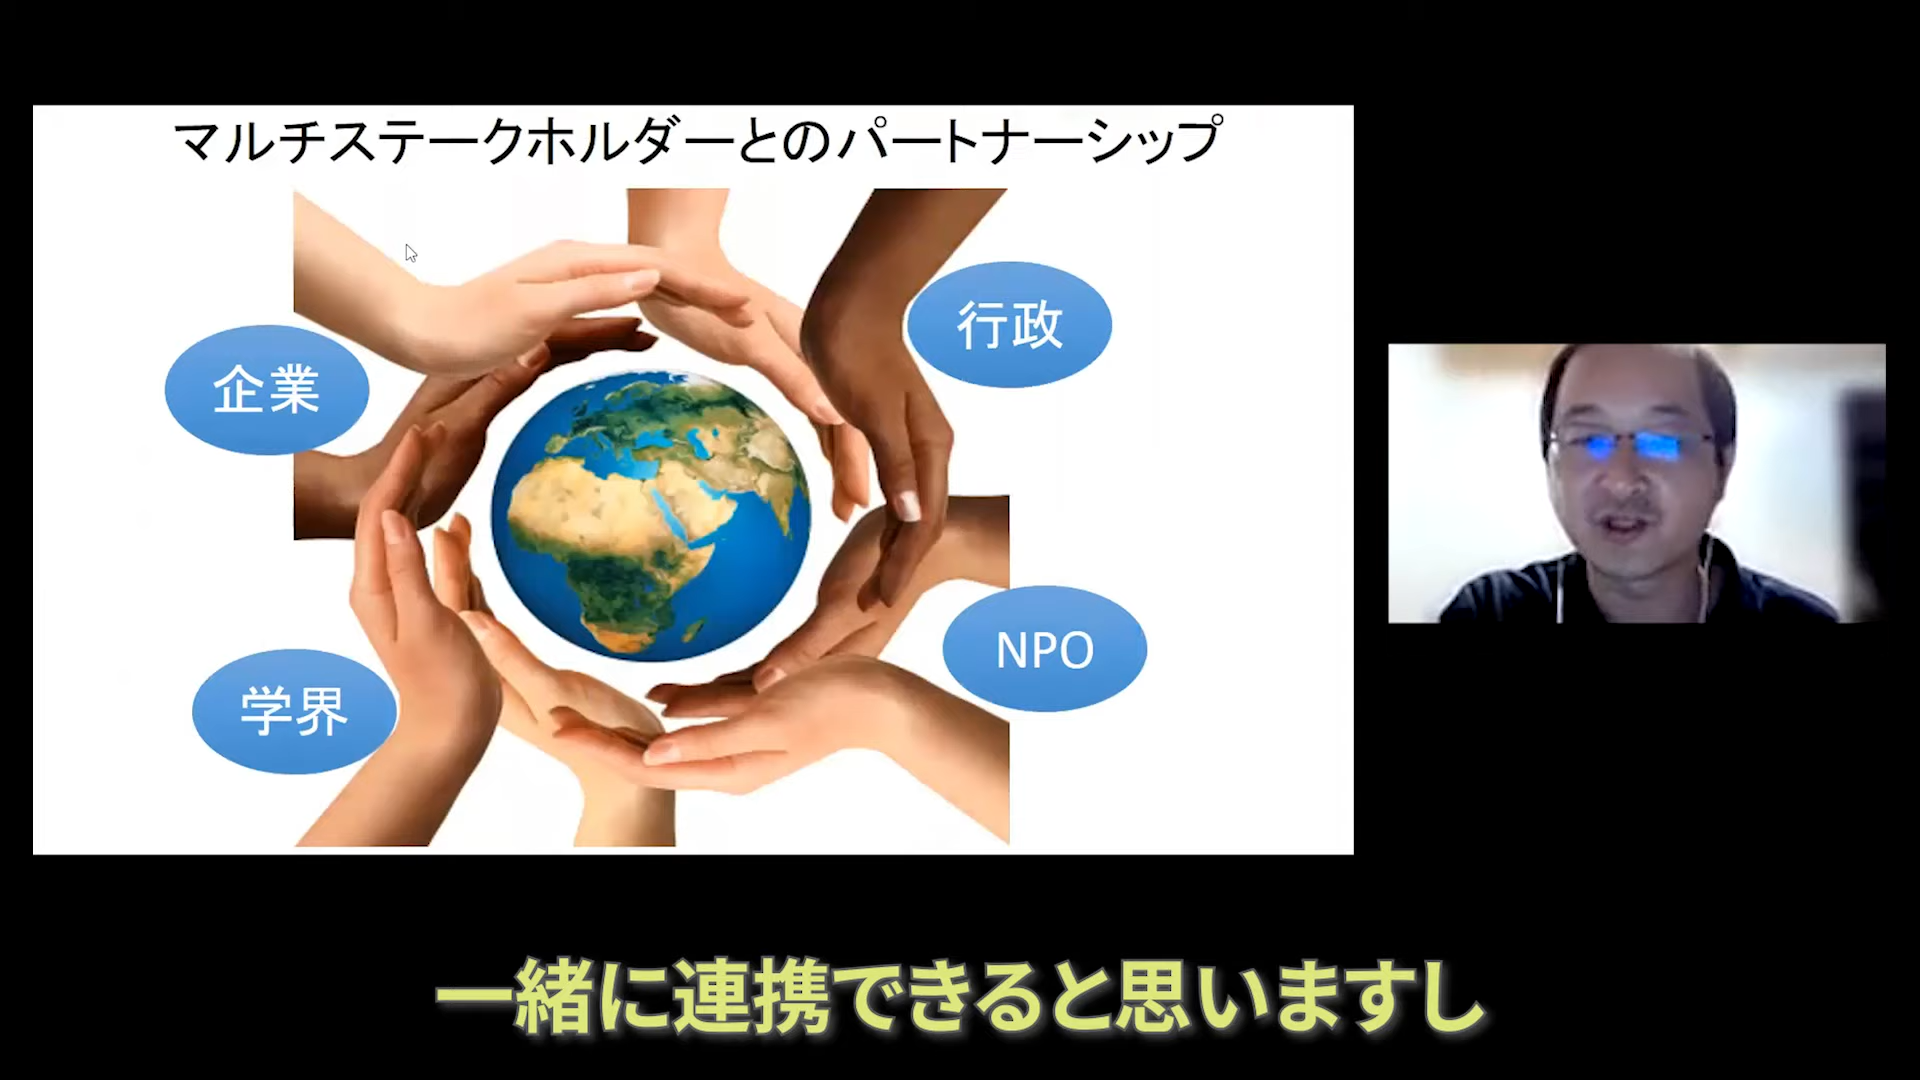 マルチステークホルダーとのパートナーシップ
行政
企業
NPO
学界
一緒に連携できると思いますし